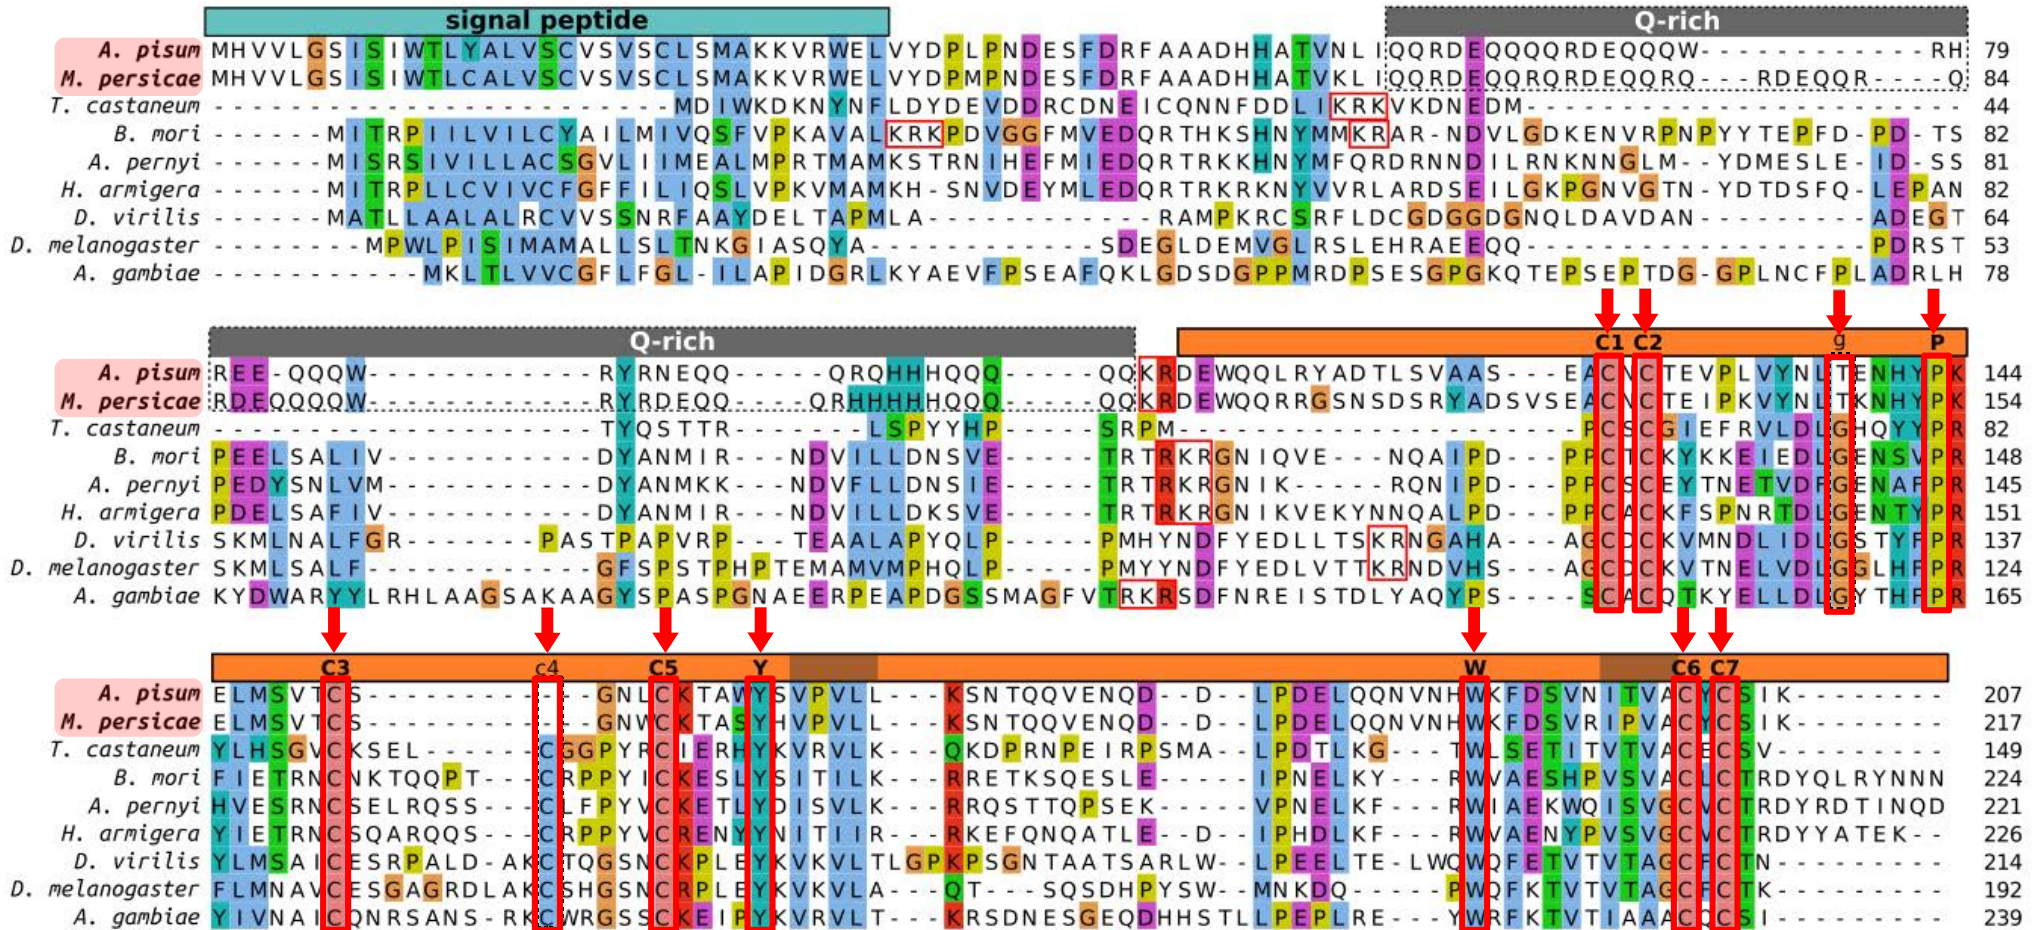 signal peptide Q-rich
A. pisum MHVVLGSISIWTLYALVSCVSVSCLSMAKKVRWELVYDPLPNDESFDRFAAADHHATVNLIQQRDEQQQQRDEQQQW------------RH 79
M. persicae MHVVLGSISIWTLCALVSCVSVSCLSMAKKVRWELVYDPMPNDESFDRFAAADHHATVKLIQQRDEQQRQRDEQQRQ---RDEQQR----Q 84
T. castaneum ------------------------MDIWKDKNYNFLDYDEVDDRCDNEICQNNFDDLIKRKVKDNEDM----------------------- 44
B. mori ------MITRPIILVILCYAILMIVQSFVPKAVALKRKPDVGGFMVEDQRTHKSHNYMMKRAR-NDVLGDKENVRPNPYYTEPFD-PD-TS 82
A. pernyi ------MISRSIVILLACSGVLIIMEALMPRTMAMKSTRNIHEFMIEDQRTRKKHNYMFQRDRNNDILRNKNNGLM--YDMESLE-ID-SS 81
H. armigera ------MITRPLLCVIVCFGFFILIQSLVPKVMAMKH-SNVDEYMLEDQRTRKRKNYVVRLARDSEILGKPGNVGTN-YDTDSFQ-LEPAN 82
D. virilis ------MATLLAALALRCVVSSNRFAAYDELTAPMLA------------RAMPKRCSRFLDCGDGGDGNQLDAVDAN--------ADEGT 64
D. melanogaster --------MPWLPISIMAMALLSLTNKGIASQYA------------SDEGLDEMVGLRSLEHRAEEQQ------------------PDRST 53
A. gambiae -----------MKLTLVVCGFLFGL-ILAPIDGRLKYAEVFPSEAFQKLGDSDGPPMRDPSESGPGKQTEPSEPTDG-GPLNCFPLADRLH 78
Q-rich C1 C2 g P
A. pisum REE-QQQW------------RYRNEQQ-----QRQHHHQQQ-----QQKRDEWQQLRYADTLSVAAS---EACVCTEVPLVYNLTENHYPK 144
M. persicae RDEQQQQW------------RYRDEQQ----QRHHHHHQQQ-----QQKRDEWQQRRGSNSDSRYADSVSEACNCTEIPKVYNLTKNHYPK 154
T. castaneum --------------------TYQSTTR-------LSPYYHP-----SRPM---------------------PCSCGIEFRVLDLGHQYYPR 82
B. mori PEELSALIV-----------DYANMIR---NDVILLDNSVE-----TRTRKRGNIQVE---NQAIPD---PPCTCKYKKEIEDLGENSVPR 148
A. pernyi PEDYSNLVM-----------DYANMKK---NDVFLLDNSIE-----TRTRKRGNIK-----RQNIPD---PPCSCEYTNETVDFGENAFPR 145
H. armigera PDELSAFIV-----------DYANMIR---NDVILLDKSVE-----TRTRKRGNIKVEKYNNQALPD---PPCACKFSPNRTDLGENTYPR 151
D. virilis SKMLNALFGR-------PASTPAPVRP---TEAALAPYQLP-----PMHYNDFYEDLLTSKRNGAHA---AGCDCKVMNDLIDLGSTYFPR 137
D. melanogaster SKMLSALF------------GFSPSTPHPTEMAMVMPHQLP-----PMYYNDFYEDLVTTKRNDVHS---AGCDCKVTNELVDLGGLHFPR 124
A. gambiae KYDWARYYLRHLAAGSAKAAGYSPASPGNAEERPEAPDGSSMAGFVTRKRSDFNREISTDLYAQYPS----SCACQTKYELLDLGYTHFPR 165
C3 c4 C5 Y W C6 C7
A. pisum ELMSVTCS------------GNLCKTAWYSVPVLL---KSNTQQVENQD--D--LPDELQQNVNHWKFDSVNITVACYCSIK-------- 207
M. persicae ELMSVTCS------------GNWCKTASYHVPVLL---KSNTQQVENQD--D--LPDELQQNVNHWKFDSVRIPVACYCSIK-------- 217
T. castaneum YLHSGVCKSEL------CGGPYRCIERHYKVRVLK---QKDPRNPEIRPSMA--LPDTLKG---TWLSETITVTVACECSV--------- 149
B. mori FIETRNCNKTQQPT---CRPPYICKESLYSITILK---RRETKSQESLE-----IPNELKY---RWVAESHPVSVACLCTRDYQLRYNNN 224
A. pernyi HVESRNCSELRQSS---CLFPYVCKETLYDISVLK---RRQSTTQPSEK-----VPNELKF---RWIAEKWQISVGCVCTRDYRDTINQD 221
H. armigera YIETRNCSQARQQS---CRPPYVCRENYYNITIIR---RKEFQNQATLE--D--IPHDLKF---RWVAENYPVSVGCVCTRDYYATEK-- 226
D. virilis YLMSAICESRPALD-AKCTQGSNCKPLEYKVKVLTLGPKPSGNTAATSARLW--LPEELTE-LWQWQFETVTVTAGCFCTN--------- 214
D. melanogaster FLMNAVCESGAGRDLAKCSHGSNCRPLEYKVKVLA---QT---SQSDHPYSW--MNKDQ-----PWQFKTVTVTAGCFCTK--------- 192
A. gambiae YIVNAICQNRSANS-RKCWRGSSCKEIPYKVRVLT---KRSDNESGEQDHHSTLLPEPLRE---YWRFKTVTIAAACQCSI--------- 239